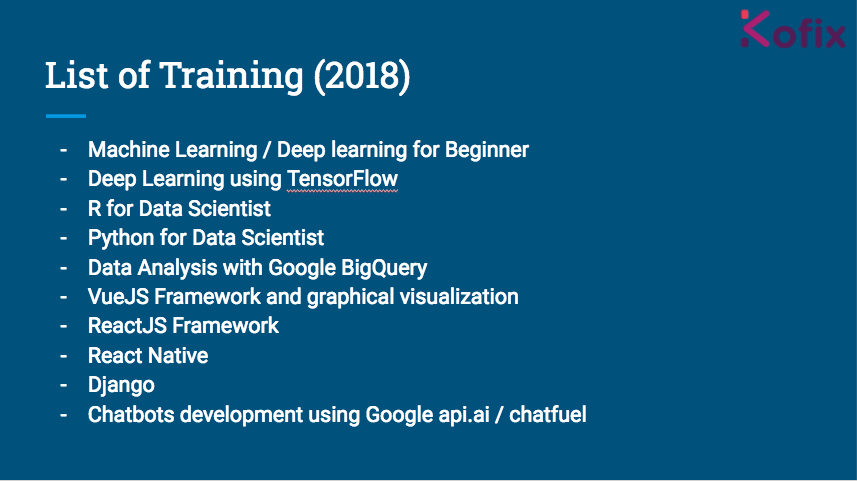 Kofix
List of Training (2018)
- Machine Learning / Deep learning for Beginner
- Deep Learning using TensorFlow
- R for Data Scientist
- Python for Data Scientist
- Data Analysis with Google BigQuery
- VueJS Framework and graphical visualization
- ReactJS Framework
- React Native
- Django
- Chatbots development using Google api.ai / chatfuel